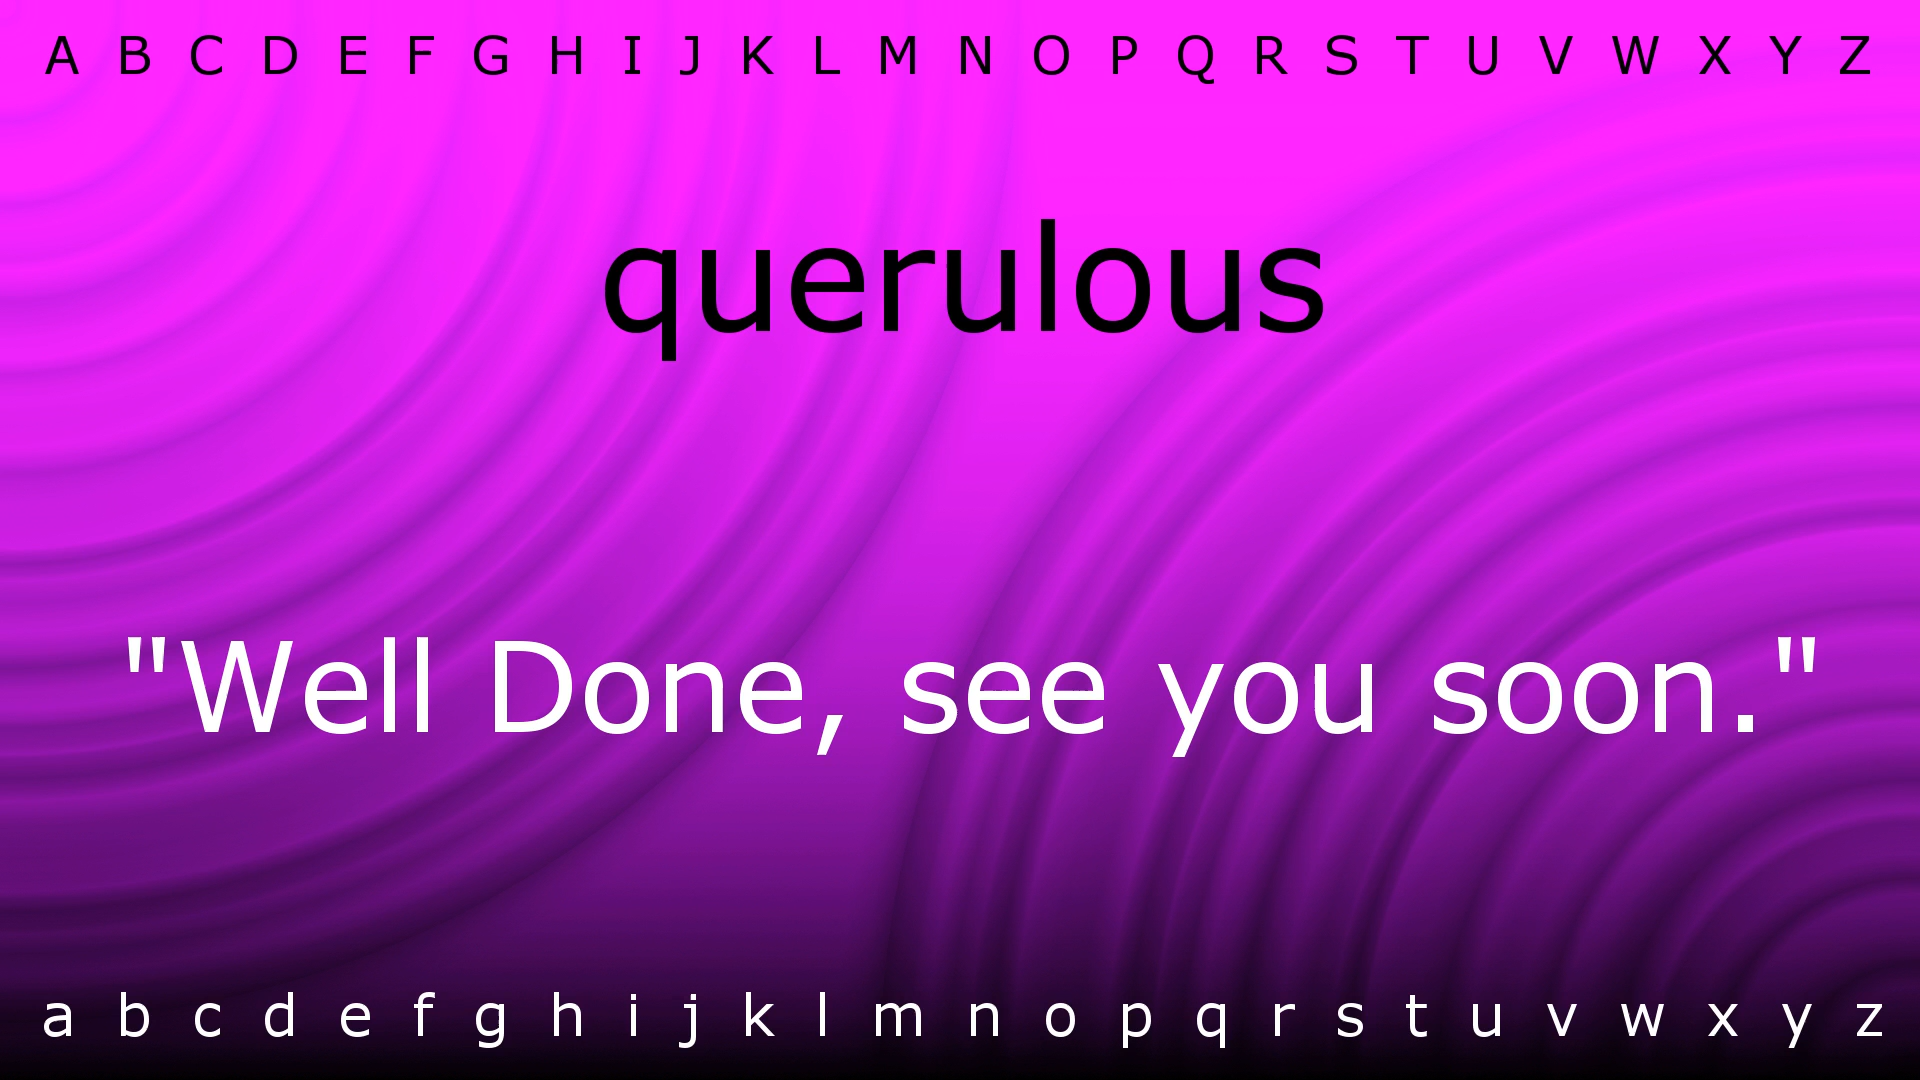 A B C D E F G H I J K L M N O P Q R S T U V W X Y Z
querulous
"Well Done, see you soon."
a b c d e f g h i j k l m n o p q r s t u v w x y z